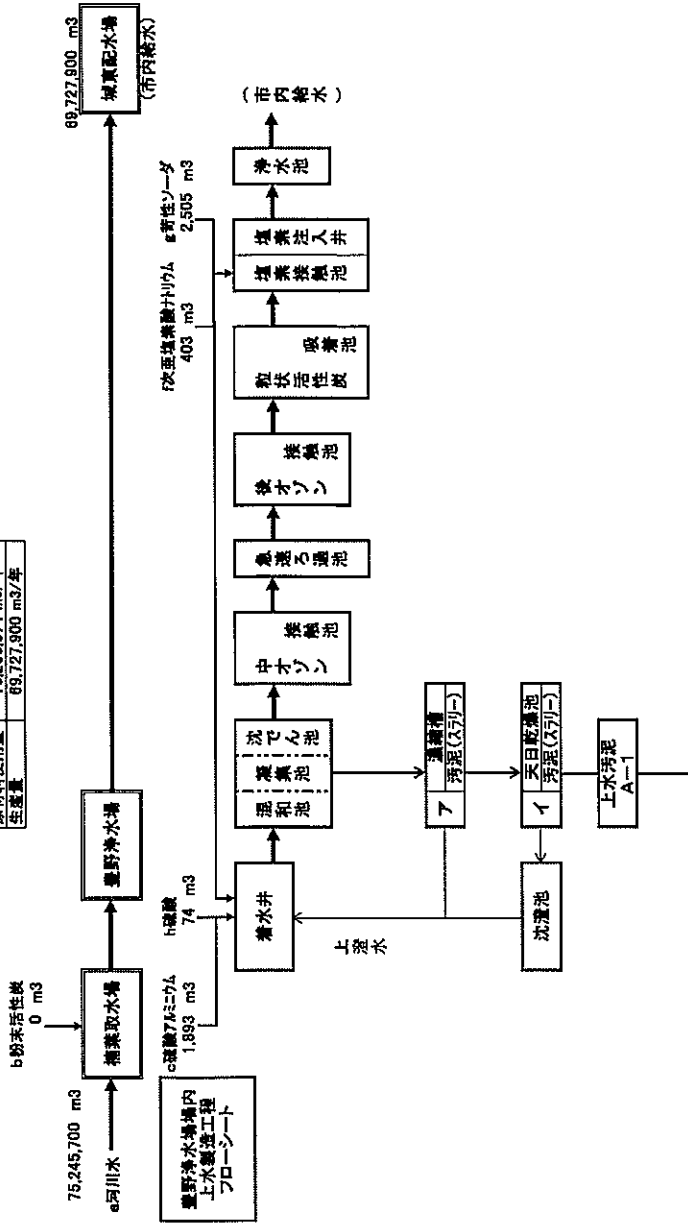 生産量 69,727,900 m3/年
b粉末活性炭
0 m3
75,245,700 m3
a河川水
楠葉取水場
豊野浄水場
69,727,900 m3
城東配水場
(市内給水)
豊野浄水場場内
上水製造工程
フローシート
c硫酸アルミニウム
1,893 m3
h硫酸
74 m3
f次亜塩素酸ナトリウム
403 m3
g苛性ソーダ
2,505 m3
着水井
混和池
凝集池
沈でん池
中オゾン
接触池
急速ろ過池
後オゾン
接触池
粒状活性炭
吸着池
塩素接触池
塩素注入井
浄水池
(市内給水)
上澄水
ア
濃縮槽
汚泥(スラリー)
イ
天日乾燥池
汚泥(スラリー)
沈澄池
上水汚泥
A-1